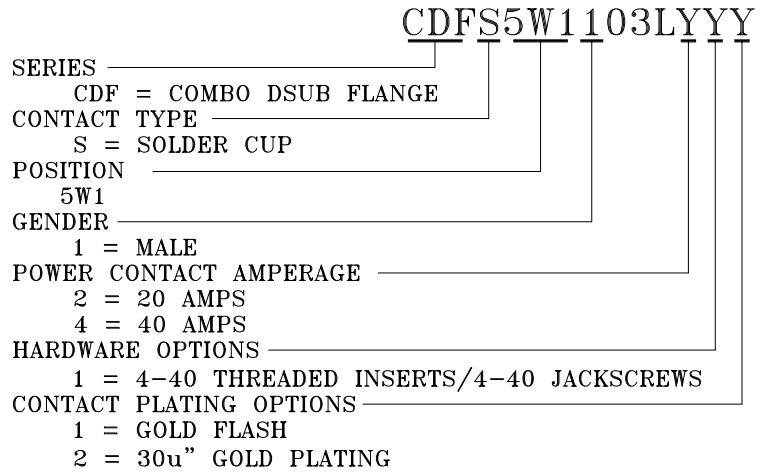 CDFS5W1103LYYY
SERIES
CDF = COMBO DSUB FLANGE
CONTACT TYPE
S = SOLDER CUP
POSITION
5W1
GENDER
1 = MALE
POWER CONTACT AMPERAGE
2 = 20 AMPS
4 = 40 AMPS
HARDWARE OPTIONS
1 = 4-40 THREADED INSERTS/4-40 JACKSCREWS
CONTACT PLATING OPTIONS
1 = GOLD FLASH
2 = 30u" GOLD PLATING